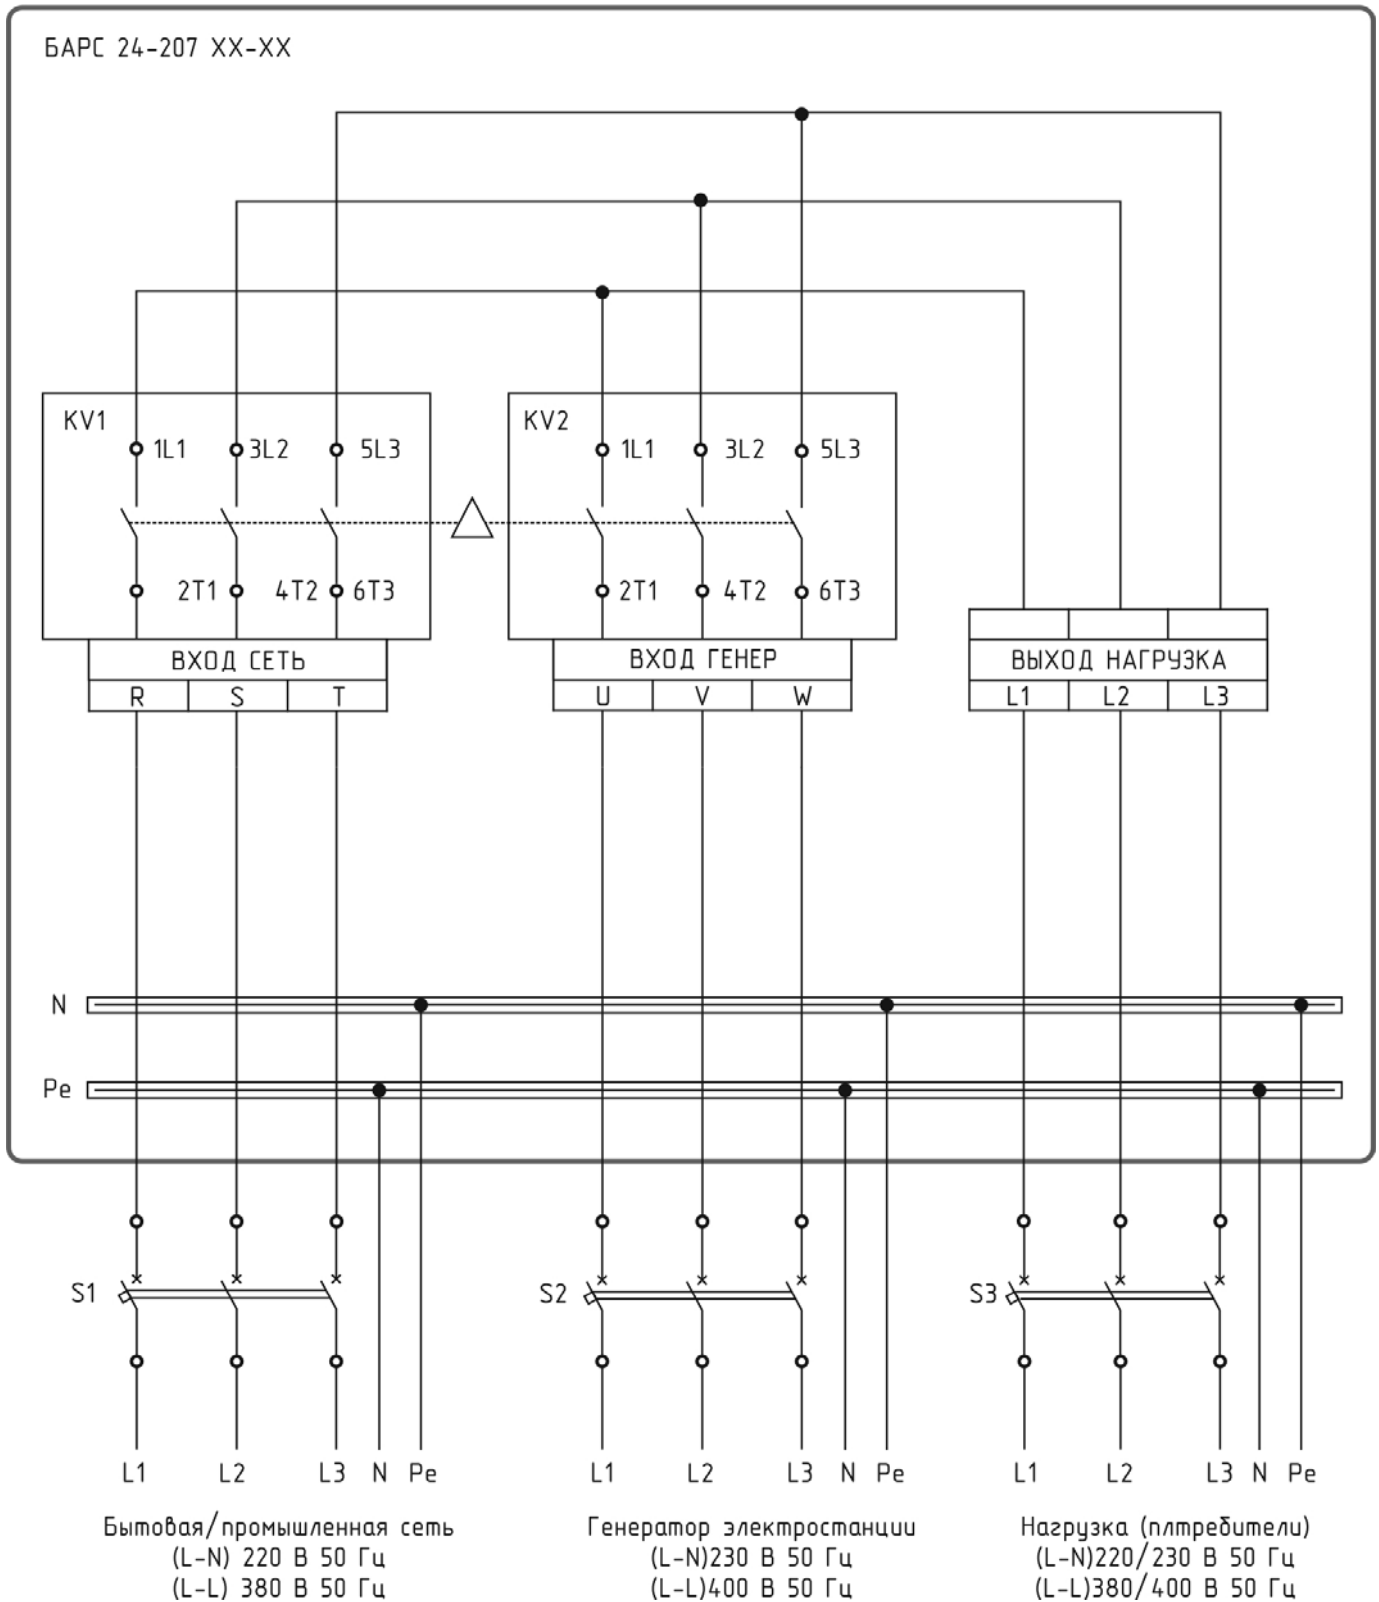 БАРС 24-207 XX-XX
KV1
KV2
1L1 3L2 5L3
1L1 3L2 5L3
2T1 4T2 6T3
2T1 4T2 6T3
ВХОД СЕТЬ
ВХОД ГЕНЕР
ВЫХОД НАГРУЗКА
R S T
U V W
L1 L2 L3
N
Pe
S1
S2
S3
L1 L2 L3 N Pe
L1 L2 L3 N Pe
L1 L2 L3 N Pe
Бытовая/промышленная сеть
(L-N) 220 В 50 Гц
(L-L) 380 В 50 Гц
Генератор электростанции
(L-N)230 В 50 Гц
(L-L)400 В 50 Гц
Нагрузка (плтребители)
(L-N)220/230 В 50 Гц
(L-L)380/400 В 50 Гц